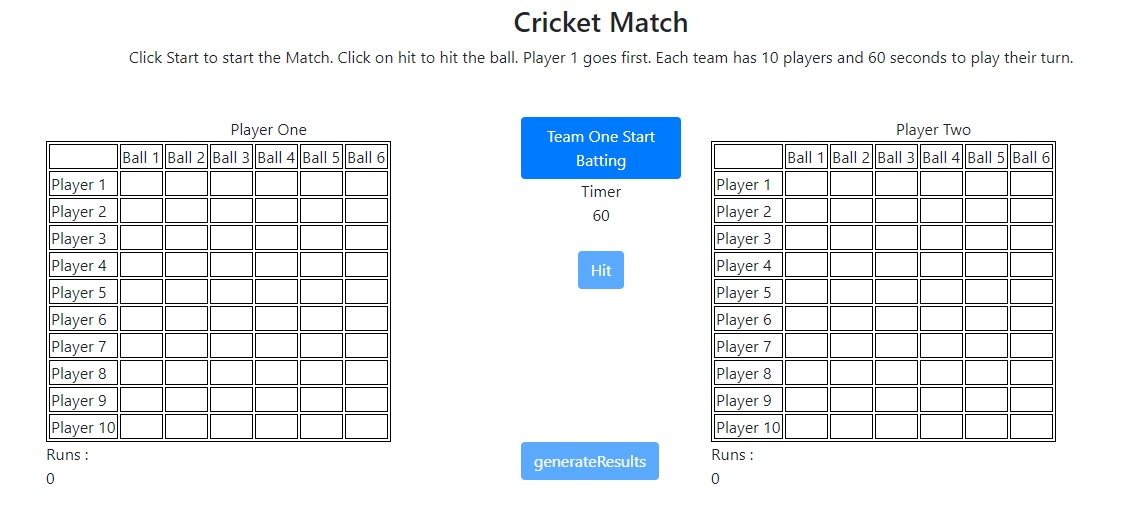 Cricket Match
Click Start to start the Match. Click on hit to hit the ball. Player 1 goes first. Each team has 10 players and 60 seconds to play their turn.
Player One
Ball 1 Ball 2 Ball 3 Ball 4 Ball 5 Ball 6
Player 1
Player 2
Player 3
Player 4
Player 5
Player 6
Player 7
Player 8
Player 9
Player 10
Runs :
0
Team One Start
Batting
Timer
60
Hit
generateResults
Player Two
Ball 1 Ball 2 Ball 3 Ball 4 Ball 5 Ball 6
Player 1
Player 2
Player 3
Player 4
Player 5
Player 6
Player 7
Player 8
Player 9
Player 10
Runs :
0